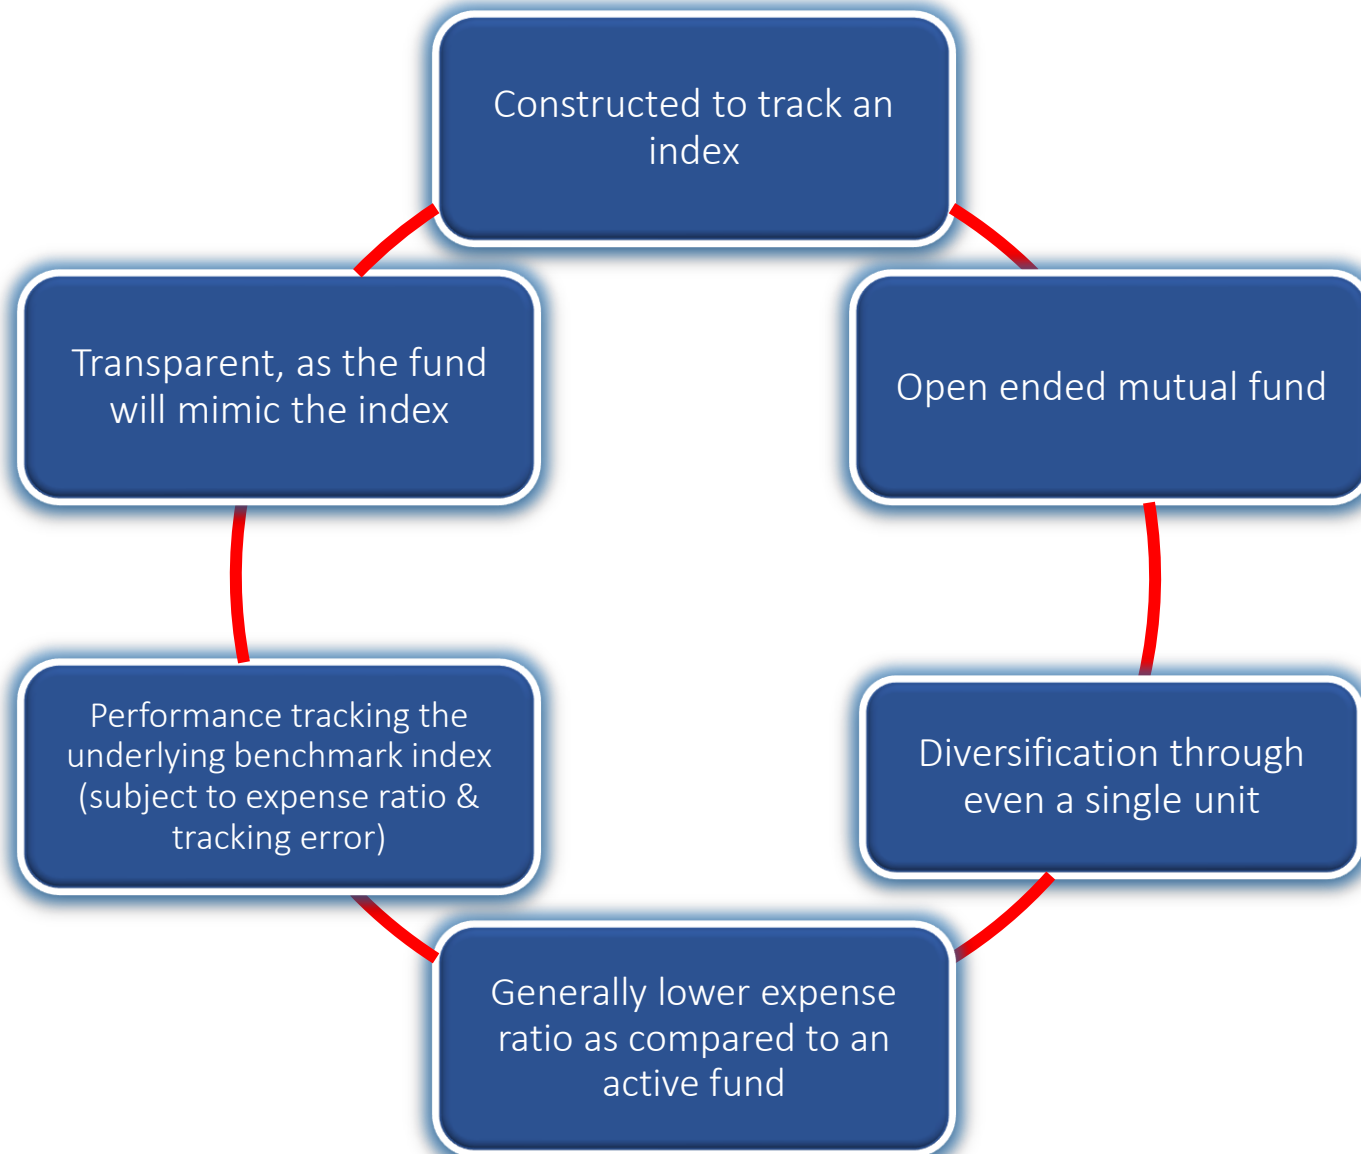 Constructed to track an
index
Open ended mutual fund
Diversification through
even a single unit
Generally lower expense
ratio as compared to an
active fund
Performance tracking the
underlying benchmark index
(subject to expense ratio &
tracking error)
Transparent, as the fund
will mimic the index